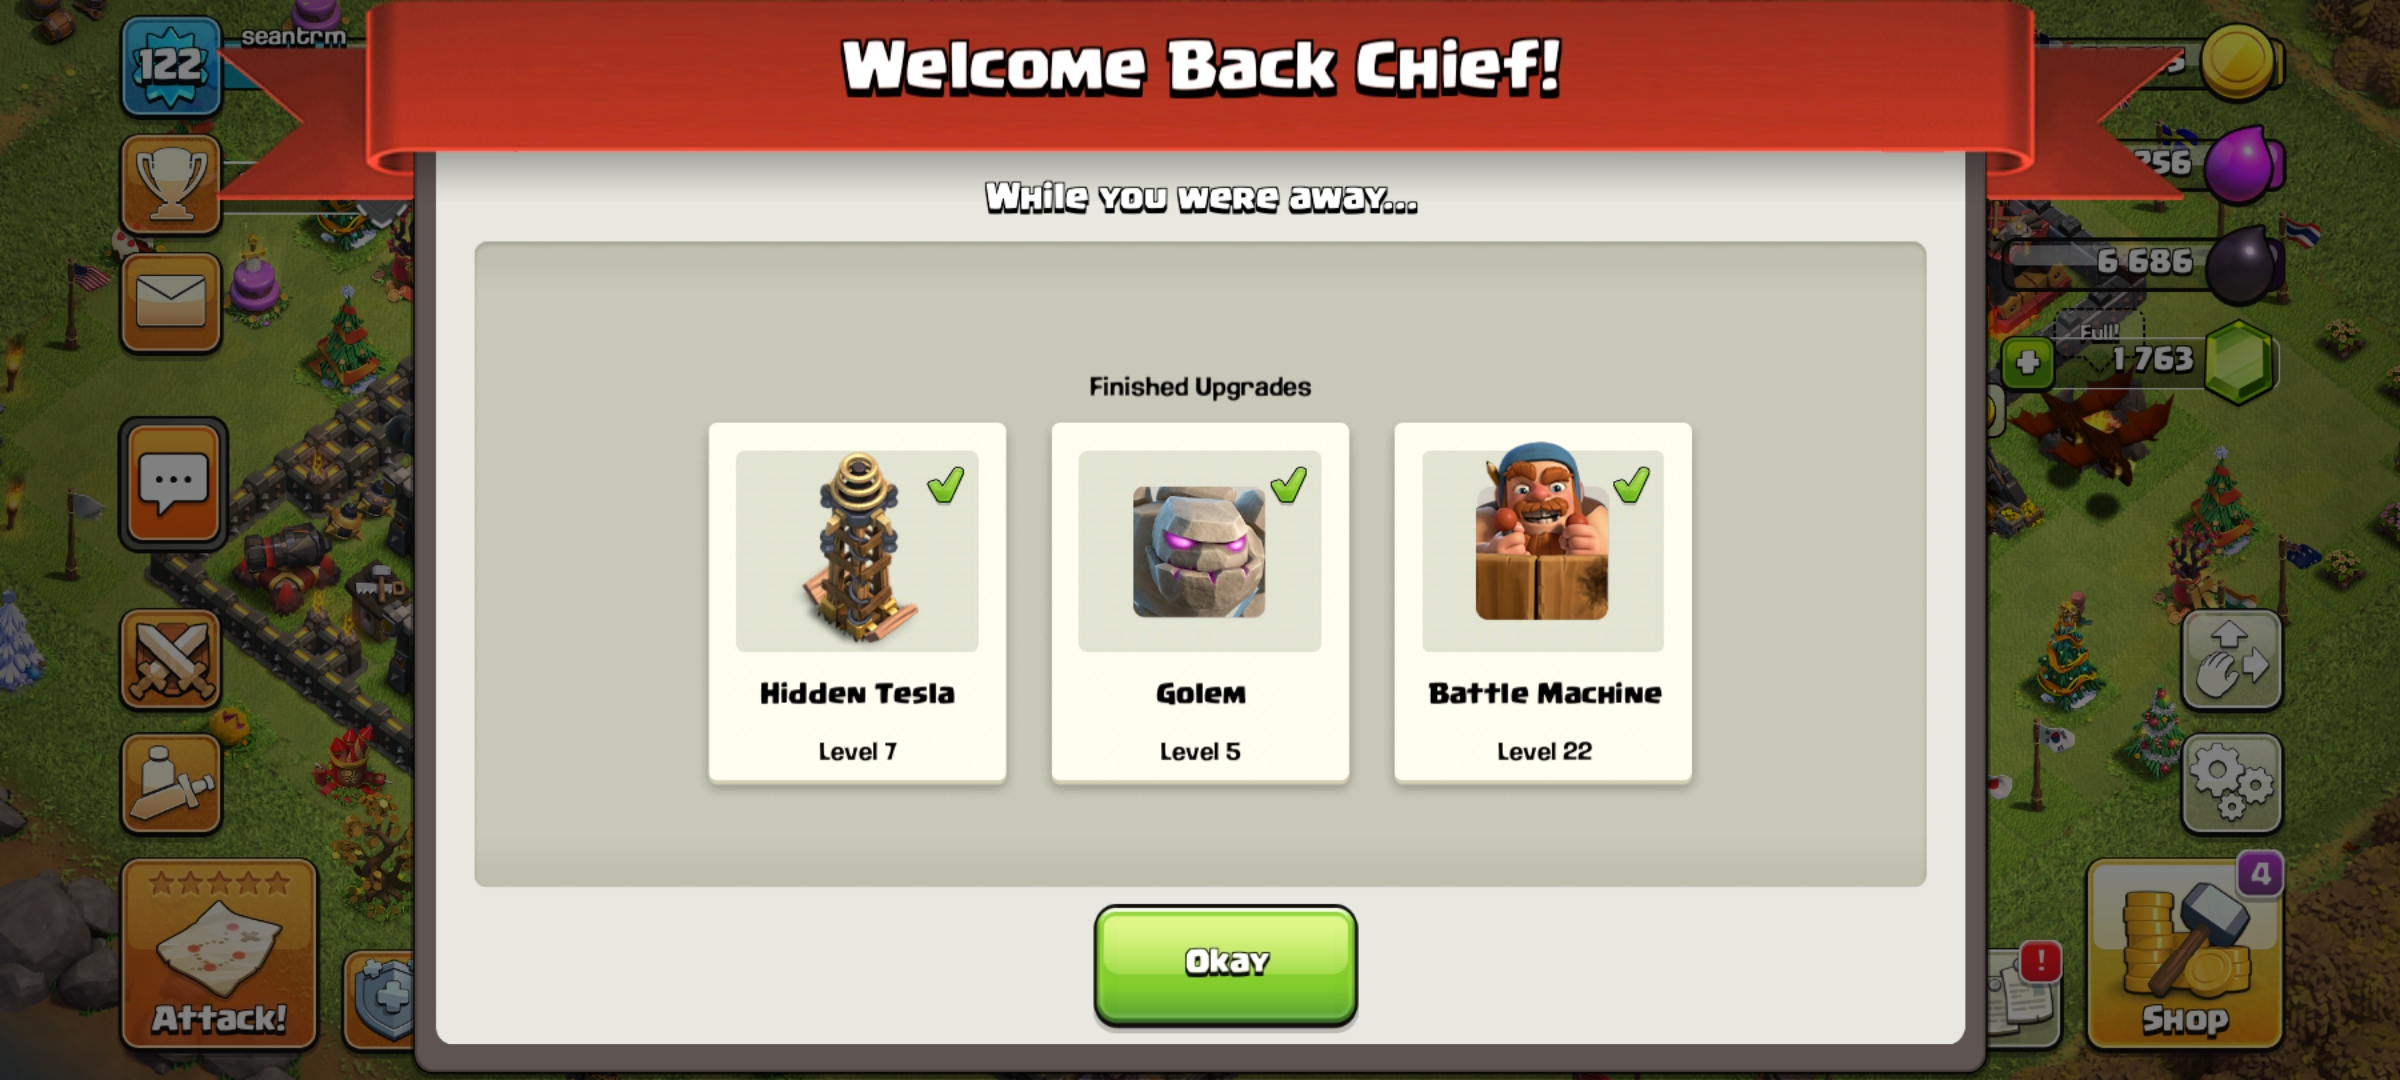 Welcome Back Chief!
122
seantrm
While you were away...
256
6 686
Full!
1 763
Finished Upgrades
Hidden Tesla
Level 7
Golem
Level 5
Battle Machine
Level 22
4
!
Okay
Attack!
Shop